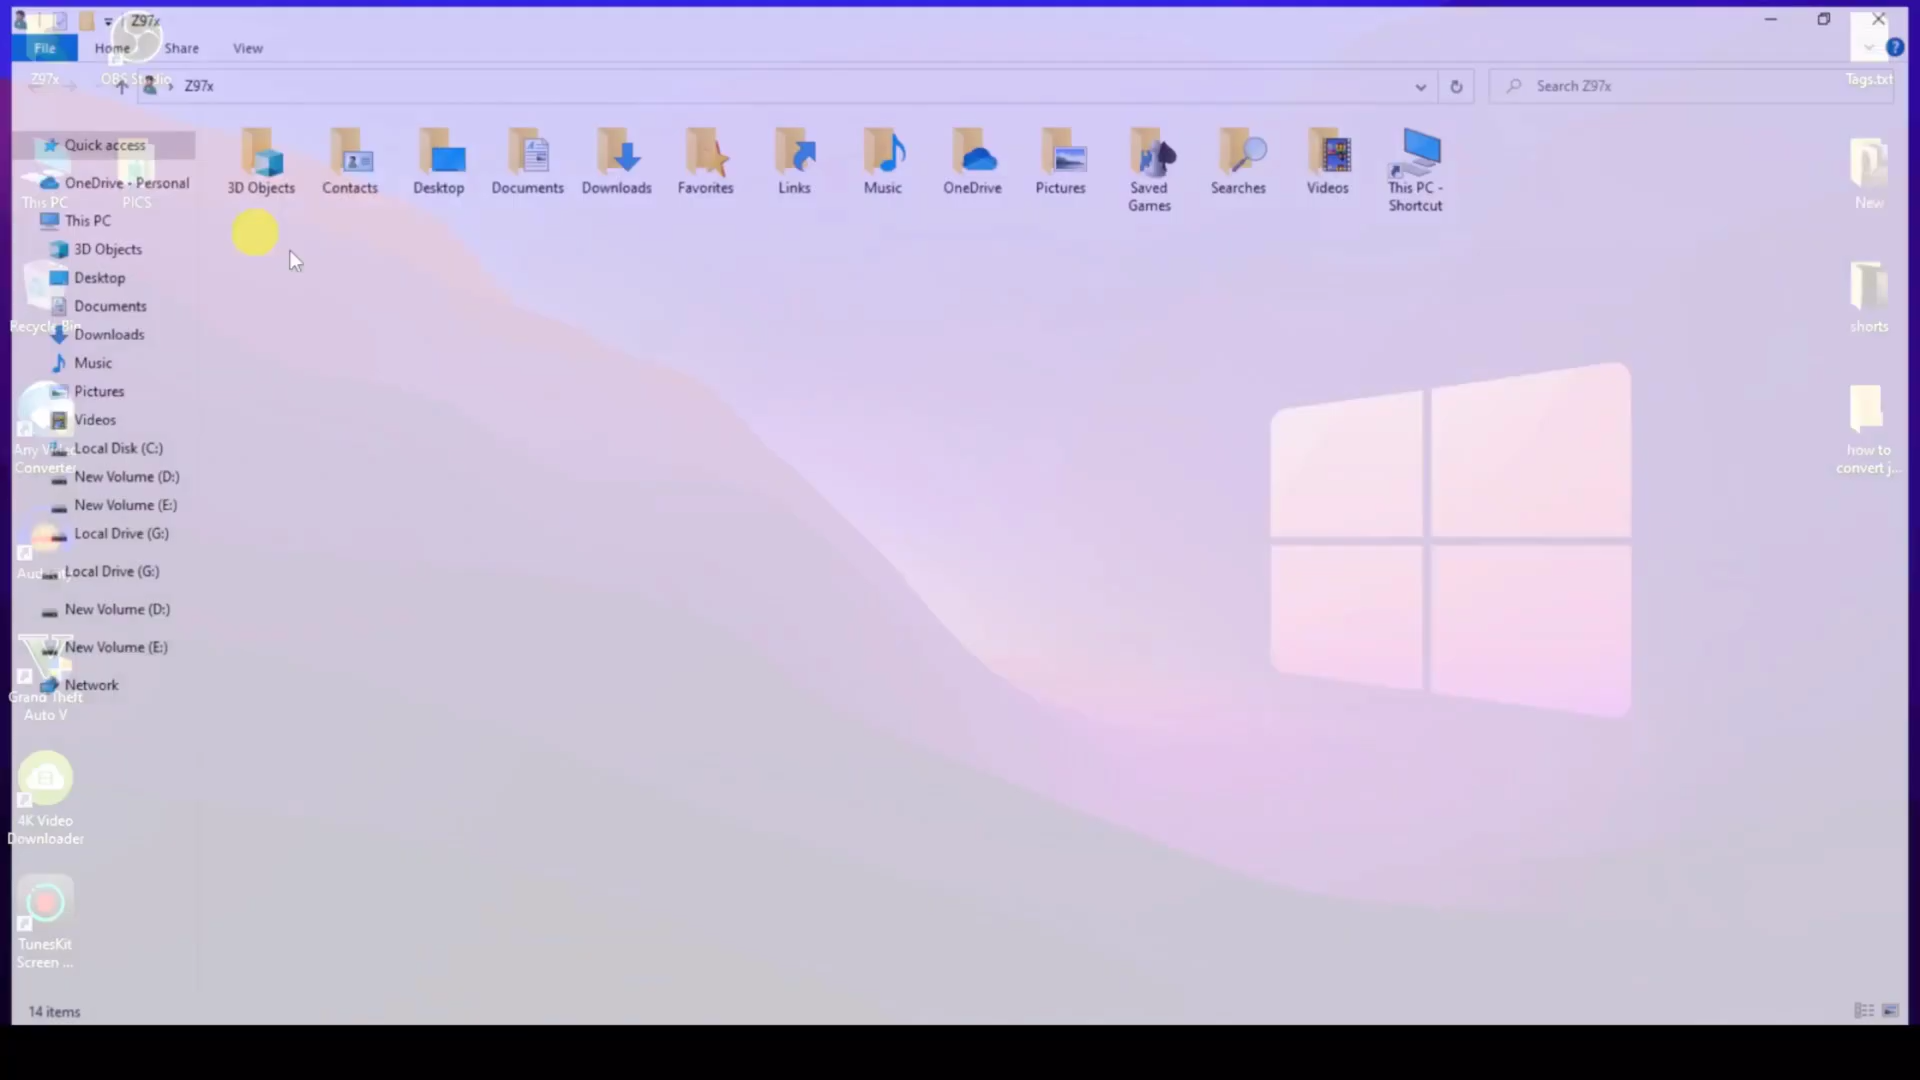 Z97x
File Home Share View
Z97x
Search Z97x
Quick access
OneDrive - Personal
This PC
3D Objects
Desktop
Documents
Downloads
Music
Pictures
Videos
Local Disk (C:)
New Volume (D:)
New Volume (E:)
Local Drive (G:)
Local Drive (G:)
New Volume (D:)
New Volume (E:)
Network
3D Objects
Contacts
Desktop
Documents
Downloads
Favorites
Links
Music
OneDrive
Pictures
Saved
Games
Searches
Videos
This PC -
Shortcut
14 items
Z97x
OBS Studio
This PC
PICS
Recycle Bin
Any Video
Converter
Grand Theft
Auto V
4K Video
Downloader
TunesKit
Screen ...
Tags.txt
New
shorts
how to
convert j...